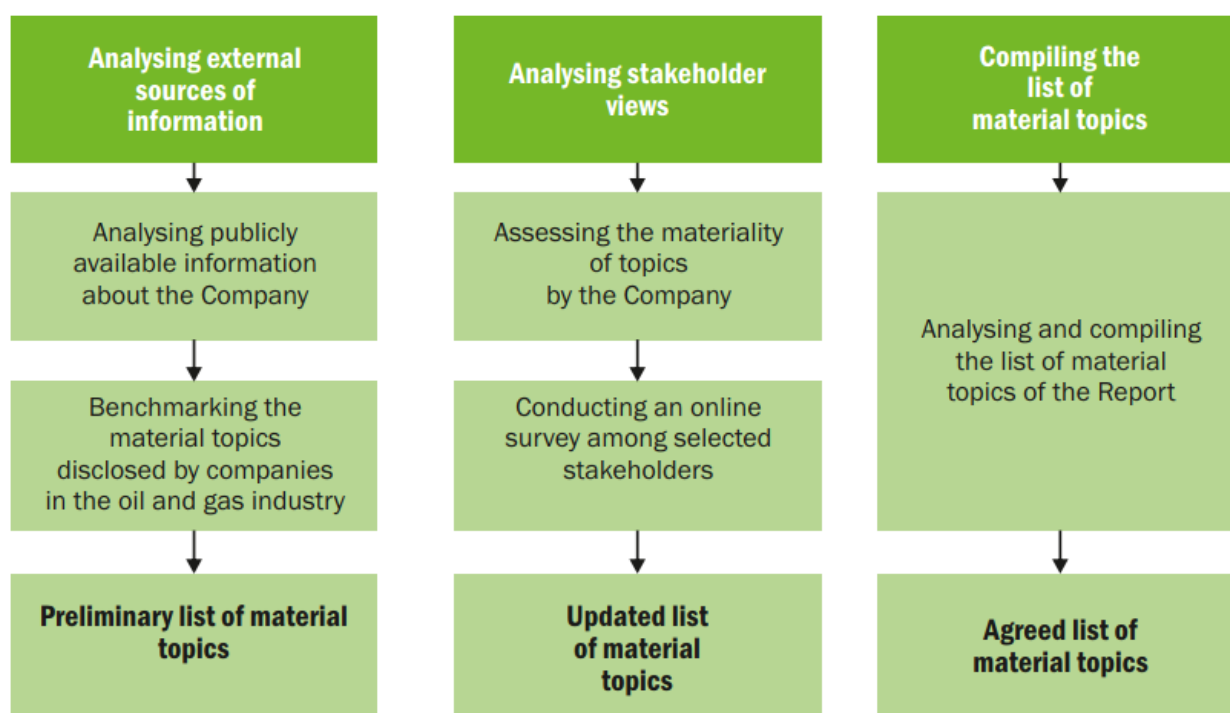 Analysing external
sources of
information
Analysing publicly
available information
about the Company
Benchmarking the
material topics
disclosed by companies
in the oil and gas industry
Preliminary list of material
topics
Analysing stakeholder
views
Assessing the materiality
of topics
by the Company
Conducting an online
survey among selected
stakeholders
Updated list
of material
topics
Compiling the
list of
material topics
Analysing and compiling
the list of material
topics of the Report
Agreed list of
material topics